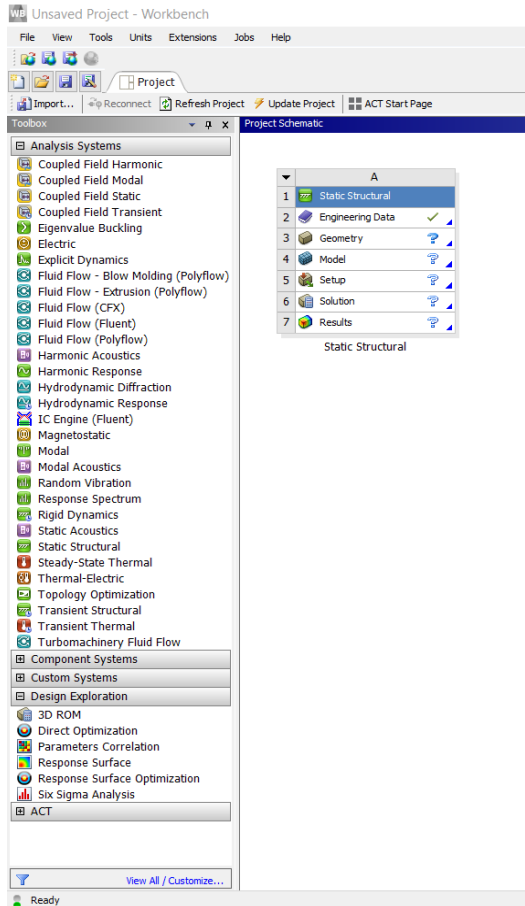 WB Unsaved Project - Workbench
File View Tools Units Extensions Jobs Help
Project
Import... Reconnect Refresh Project Update Project ACT Start Page
Toolbox
Project Schematic
Analysis Systems
Coupled Field Harmonic
Coupled Field Modal
Coupled Field Static
Coupled Field Transient
Eigenvalue Buckling
Electric
Explicit Dynamics
Fluid Flow - Blow Molding (Polyflow)
Fluid Flow - Extrusion (Polyflow)
Fluid Flow (CFX)
Fluid Flow (Fluent)
Fluid Flow (Polyflow)
Harmonic Acoustics
Harmonic Response
Hydrodynamic Diffraction
Hydrodynamic Response
IC Engine (Fluent)
Magnetostatic
Modal
Modal Acoustics
Random Vibration
Response Spectrum
Rigid Dynamics
Static Acoustics
Static Structural
Steady-State Thermal
Thermal-Electric
Topology Optimization
Transient Structural
Transient Thermal
Turbomachinery Fluid Flow
Component Systems
Custom Systems
Design Exploration
3D ROM
Direct Optimization
Parameters Correlation
Response Surface
Response Surface Optimization
Six Sigma Analysis
ACT
View All / Customize...
Ready
A
1 Static Structural
2 Engineering Data
3 Geometry ?
4 Model ?
5 Setup ?
6 Solution ?
7 Results ?
Static Structural